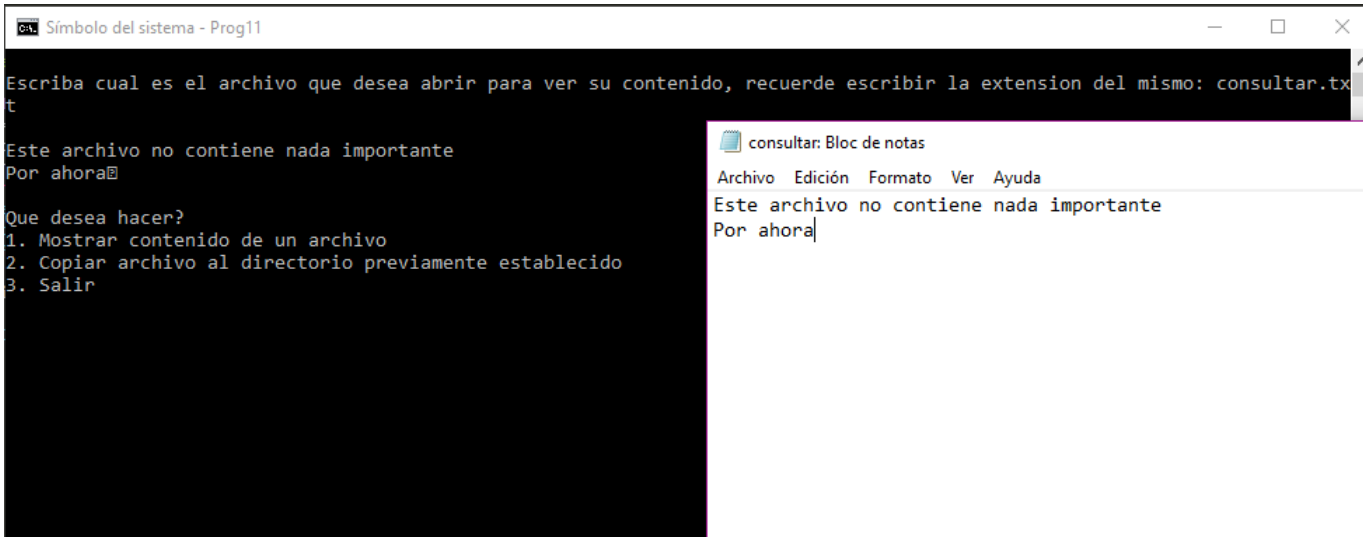 Símbolo del sistema - Prog11
Escriba cual es el archivo que desea abrir para ver su contenido, recuerde escribir la extension del mismo: consultar.tx
t
Este archivo no contiene nada importante
Por ahora
Que desea hacer?
1. Mostrar contenido de un archivo
2. Copiar archivo al directorio previamente establecido
3. Salir
consultar: Bloc de notas
Archivo Edición Formato Ver Ayuda
Este archivo no contiene nada importante
Por ahora